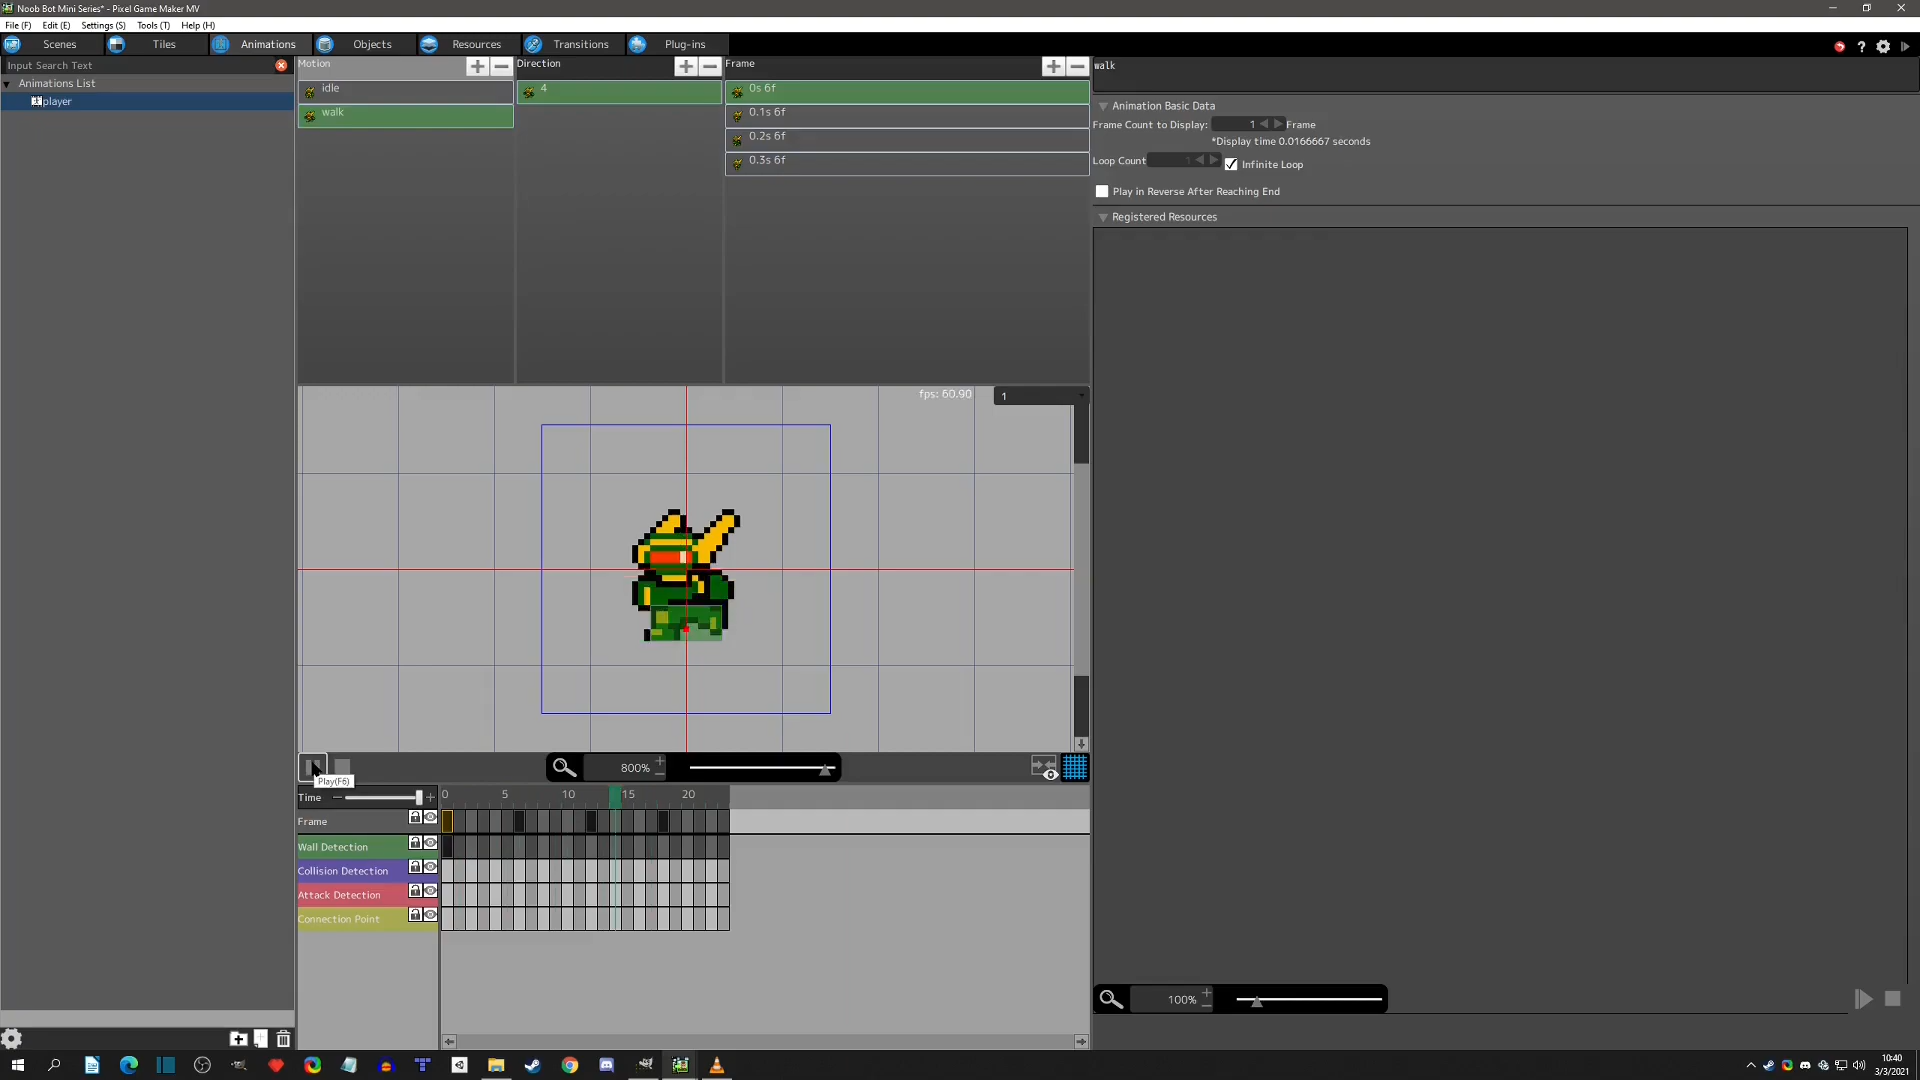 Noob Bot Mini Series* - Pixel Game Maker MV
File (F) Edit (E) Settings (S) Tools (T) Help (H)
Scenes Tiles Animations Objects Resources Transitions Plug-ins
Input Search Text
Motion Direction Frame
walk
Animations List
player
idle 4 0s 6f
walk 0.1s 6f
0.2s 6f
0.3s 6f
Animation Basic Data
Frame Count to Display: 1 Frame
*Display time 0.0166667 seconds
Loop Count 1 Infinite Loop
Play in Reverse After Reaching End
Registered Resources
fps: 60.90 1
800%
Play(F6)
Time 0 5 10 15 20
Frame
Wall Detection
Collision Detection
Attack Detection
Connection Point
100%
10:40
3/3/2021